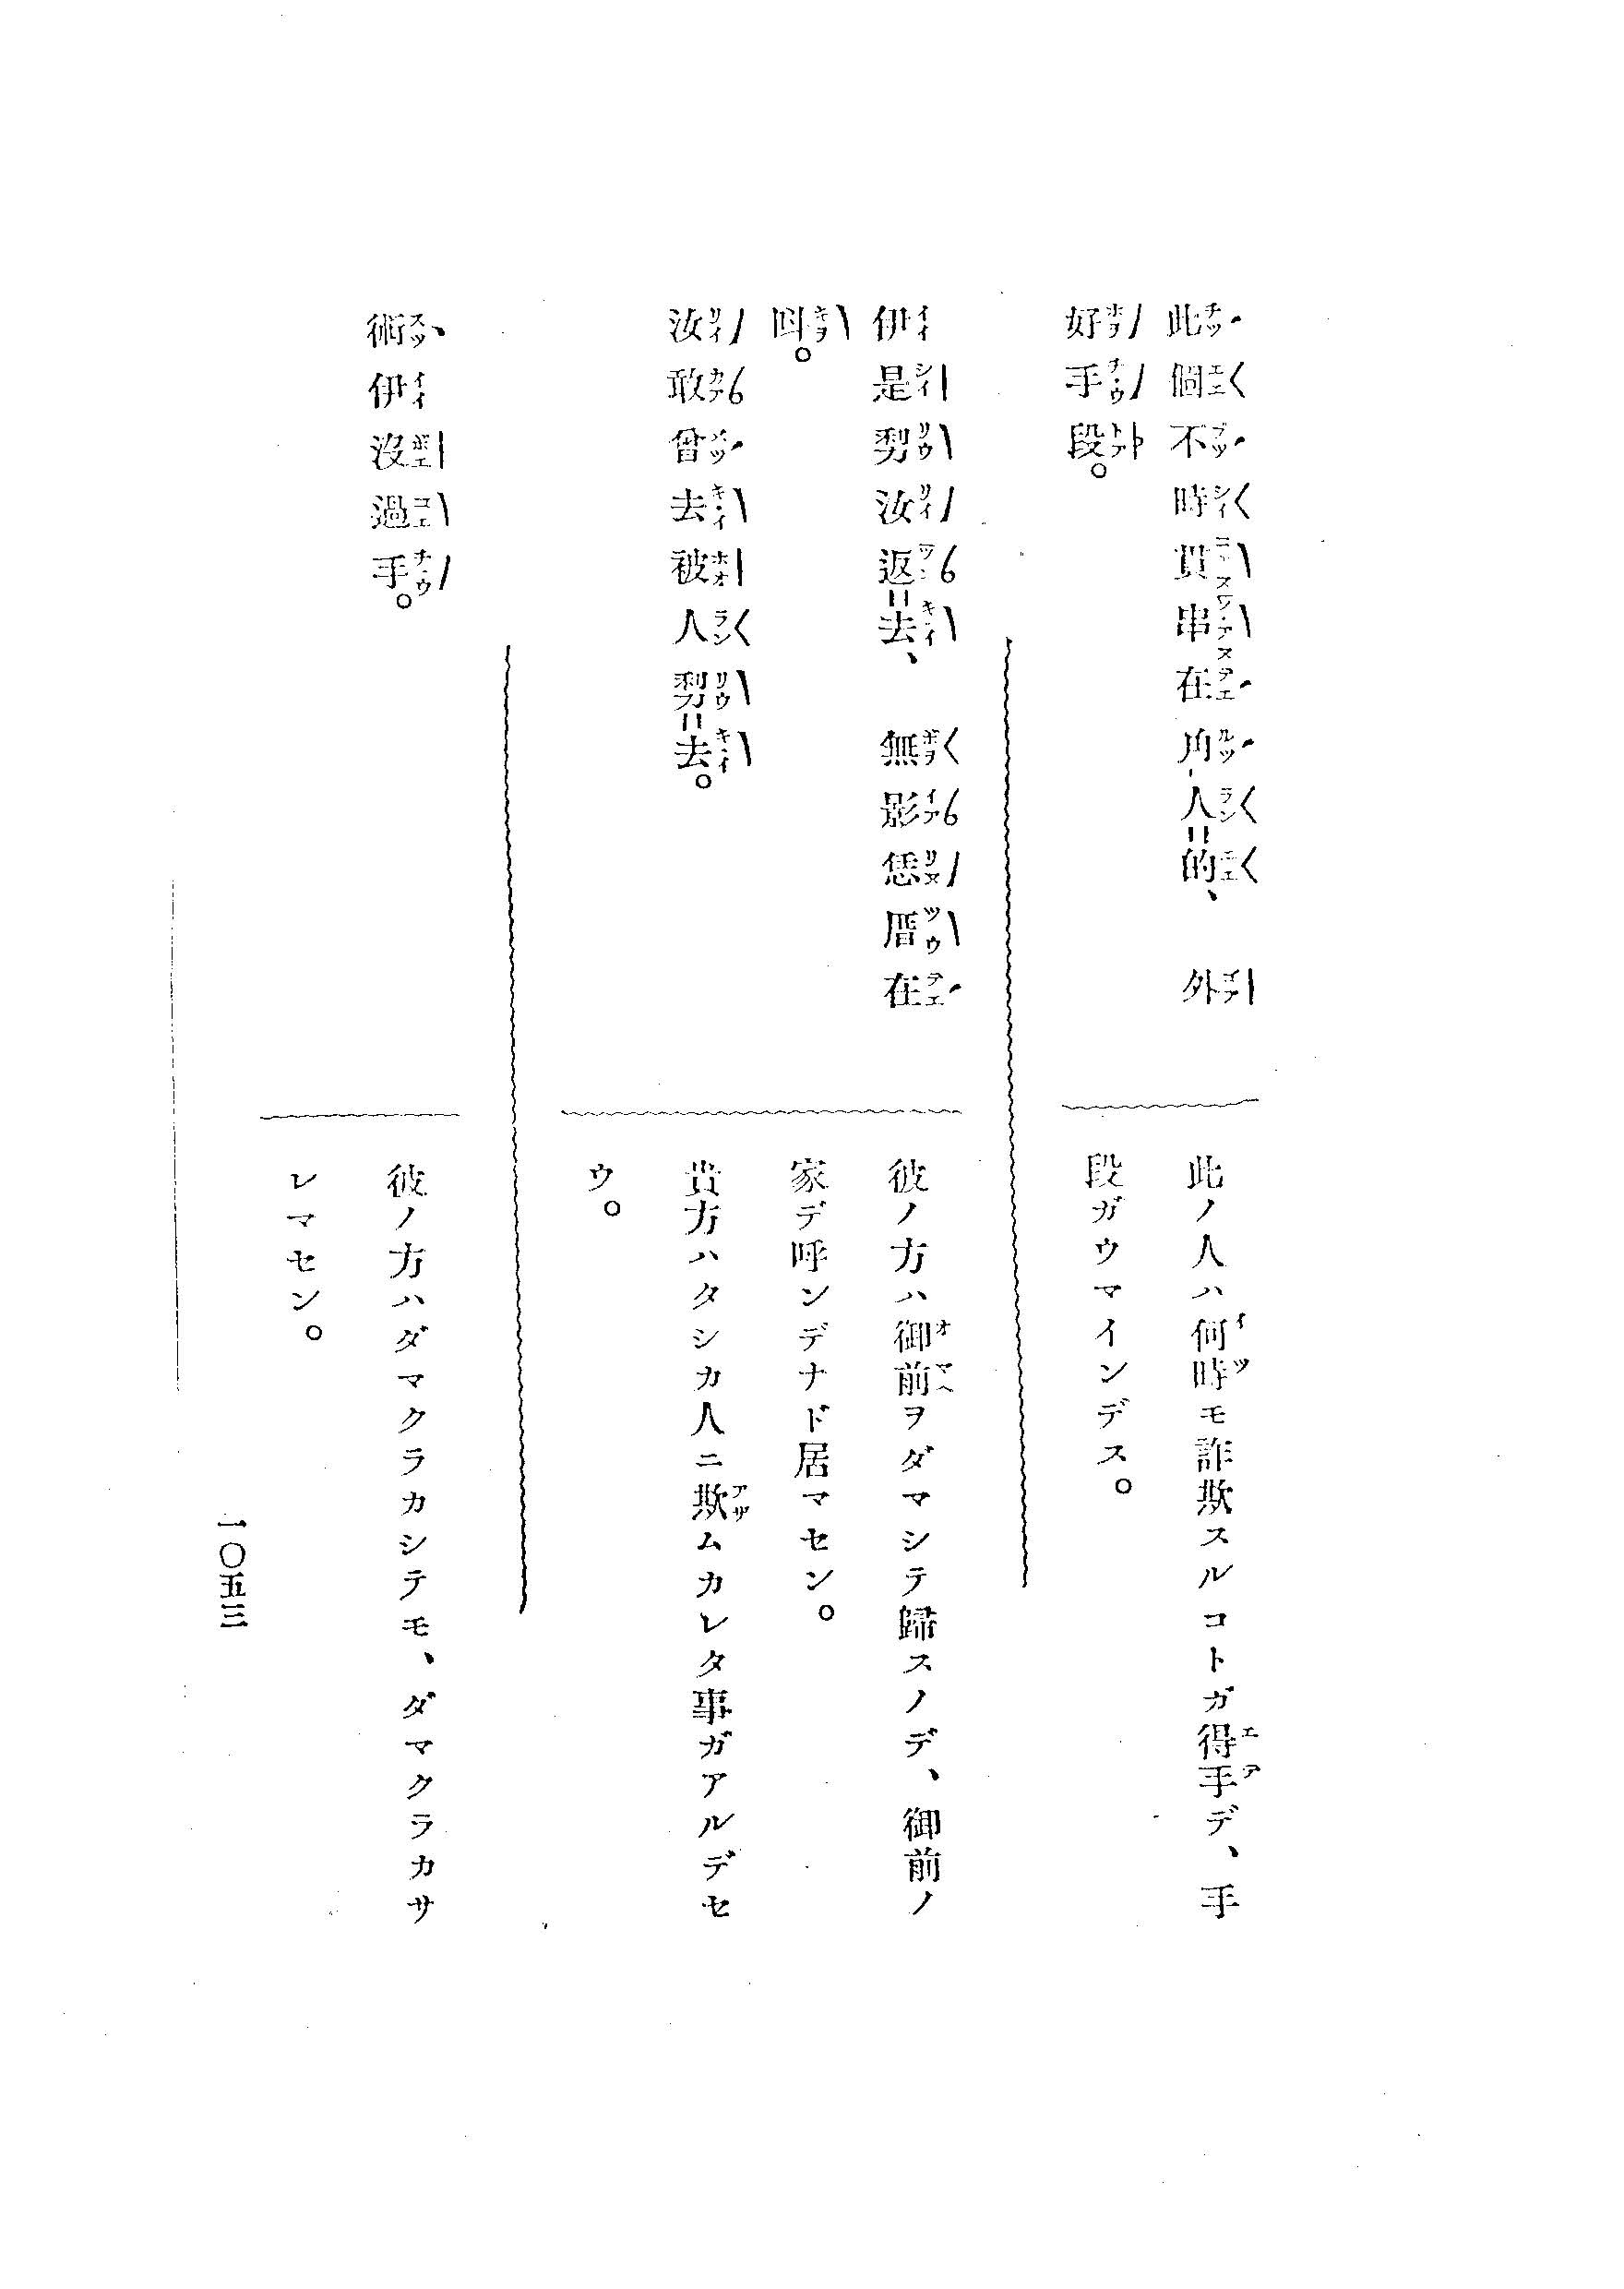 此個不時貫串在角-人=的、外
好手段。
此ノ人ハ何時モ詐欺スルコトガ得手デ、手
段ガウマインデス。
伊是汝返=去、無影恁厝在
叫。
彼ノ方ハ御前ヲダマシテ歸スノデ、御前ノ
家デ呼ンデナド居マセン。
汝敢曾去被人=去。
貴方ハタシカ人ニ欺ムカレタ事ガアルデセ
ウ。
術伊沒過手。
彼ノ方ハダマクラカシテモ、ダマクラカサ
レマセン。
一〇五三